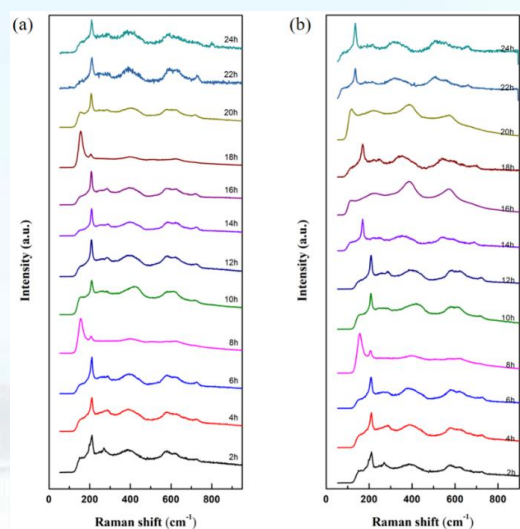 (a)
24h
22h
20h
18h
16h
14h
12h
10h
8h
6h
4h
2h
Intensity (a.u.)
0 200 400 600 800
Raman shift (cm⁻¹)
(b)
24h
22h
20h
18h
16h
14h
12h
10h
8h
6h
4h
2h
Intensity (a.u.)
0 200 400 600 800
Raman shift (cm⁻¹)